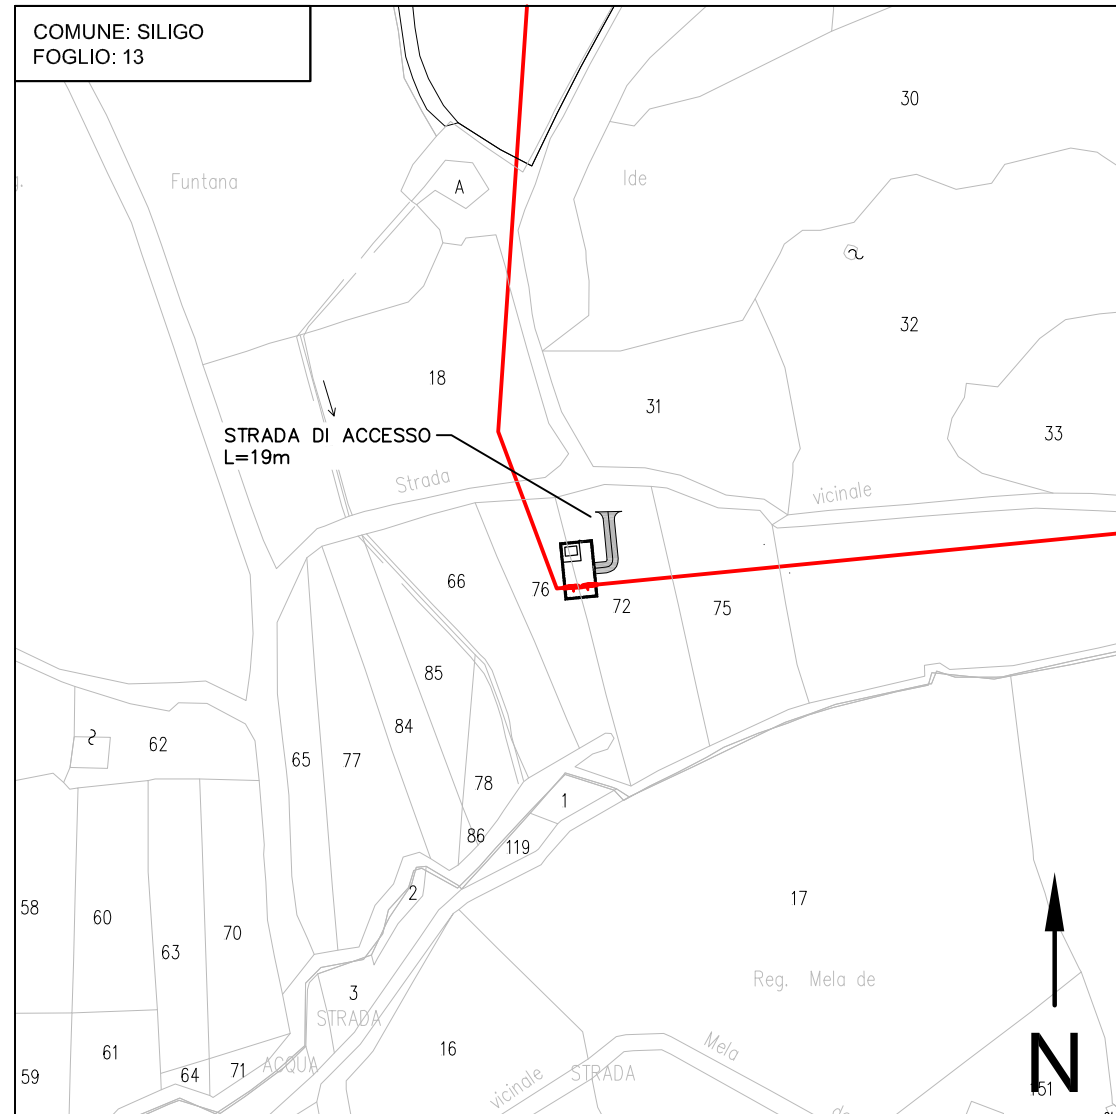 COMUNE: SILIGO
FOGLIO: 13
30
Funtana
Ide
A
32
18
31
33
STRADA DI ACCESSO
L=19m
Strada
vicinale
66
76
72
75
85
84
62
65
77
78
1
86
119
2
17
58
60
63
70
Reg. Mela de
3
STRADA
16
Mela
61
ACQUA
59
64
71
vicinale
STRADA
N
151
de